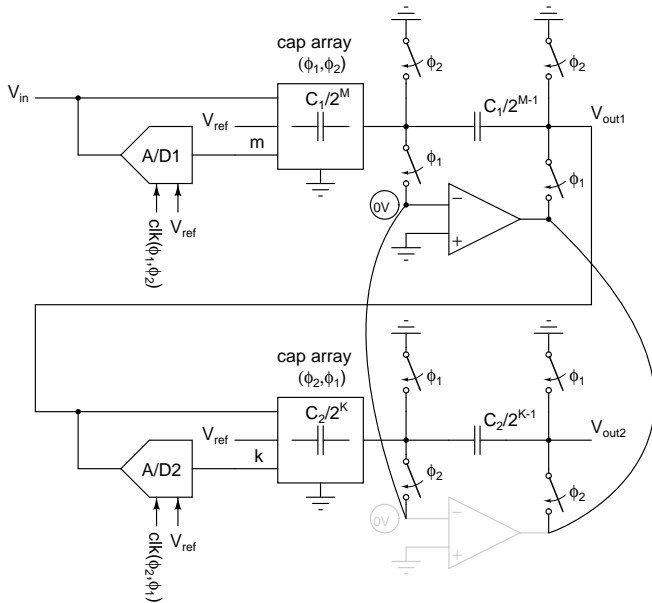 cap array
(ϕ1,ϕ2)
ϕ2
ϕ2
Vin
C1/2^M
C1/2^M-1
Vout1
Vref
A/D1
m
ϕ1
ϕ1
0V
−
+
clk(ϕ1,ϕ2)
Vref
cap array
(ϕ2,ϕ1)
ϕ1
ϕ1
C2/2^K
C2/2^K-1
Vref
Vout2
A/D2
k
ϕ2
ϕ2
0V
−
+
clk(ϕ2,ϕ1)
Vref